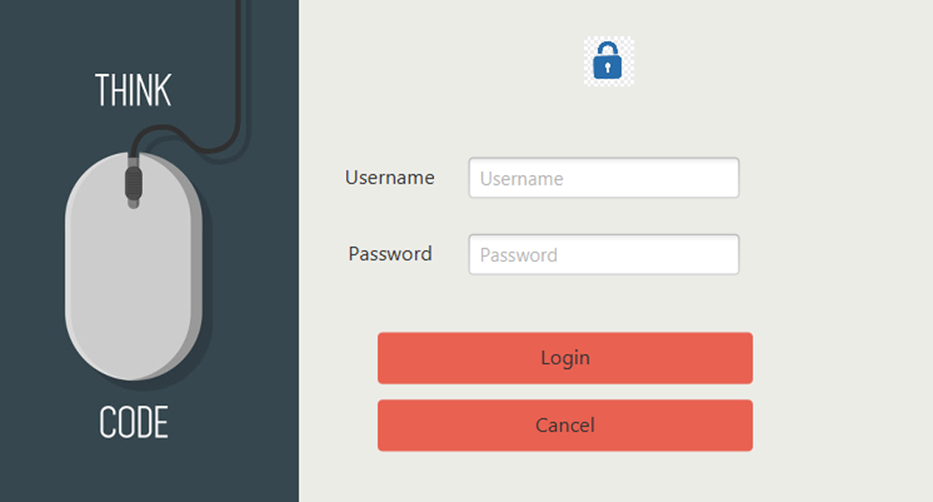 THINK
CODE
Username Username
Password Password
Login
Cancel